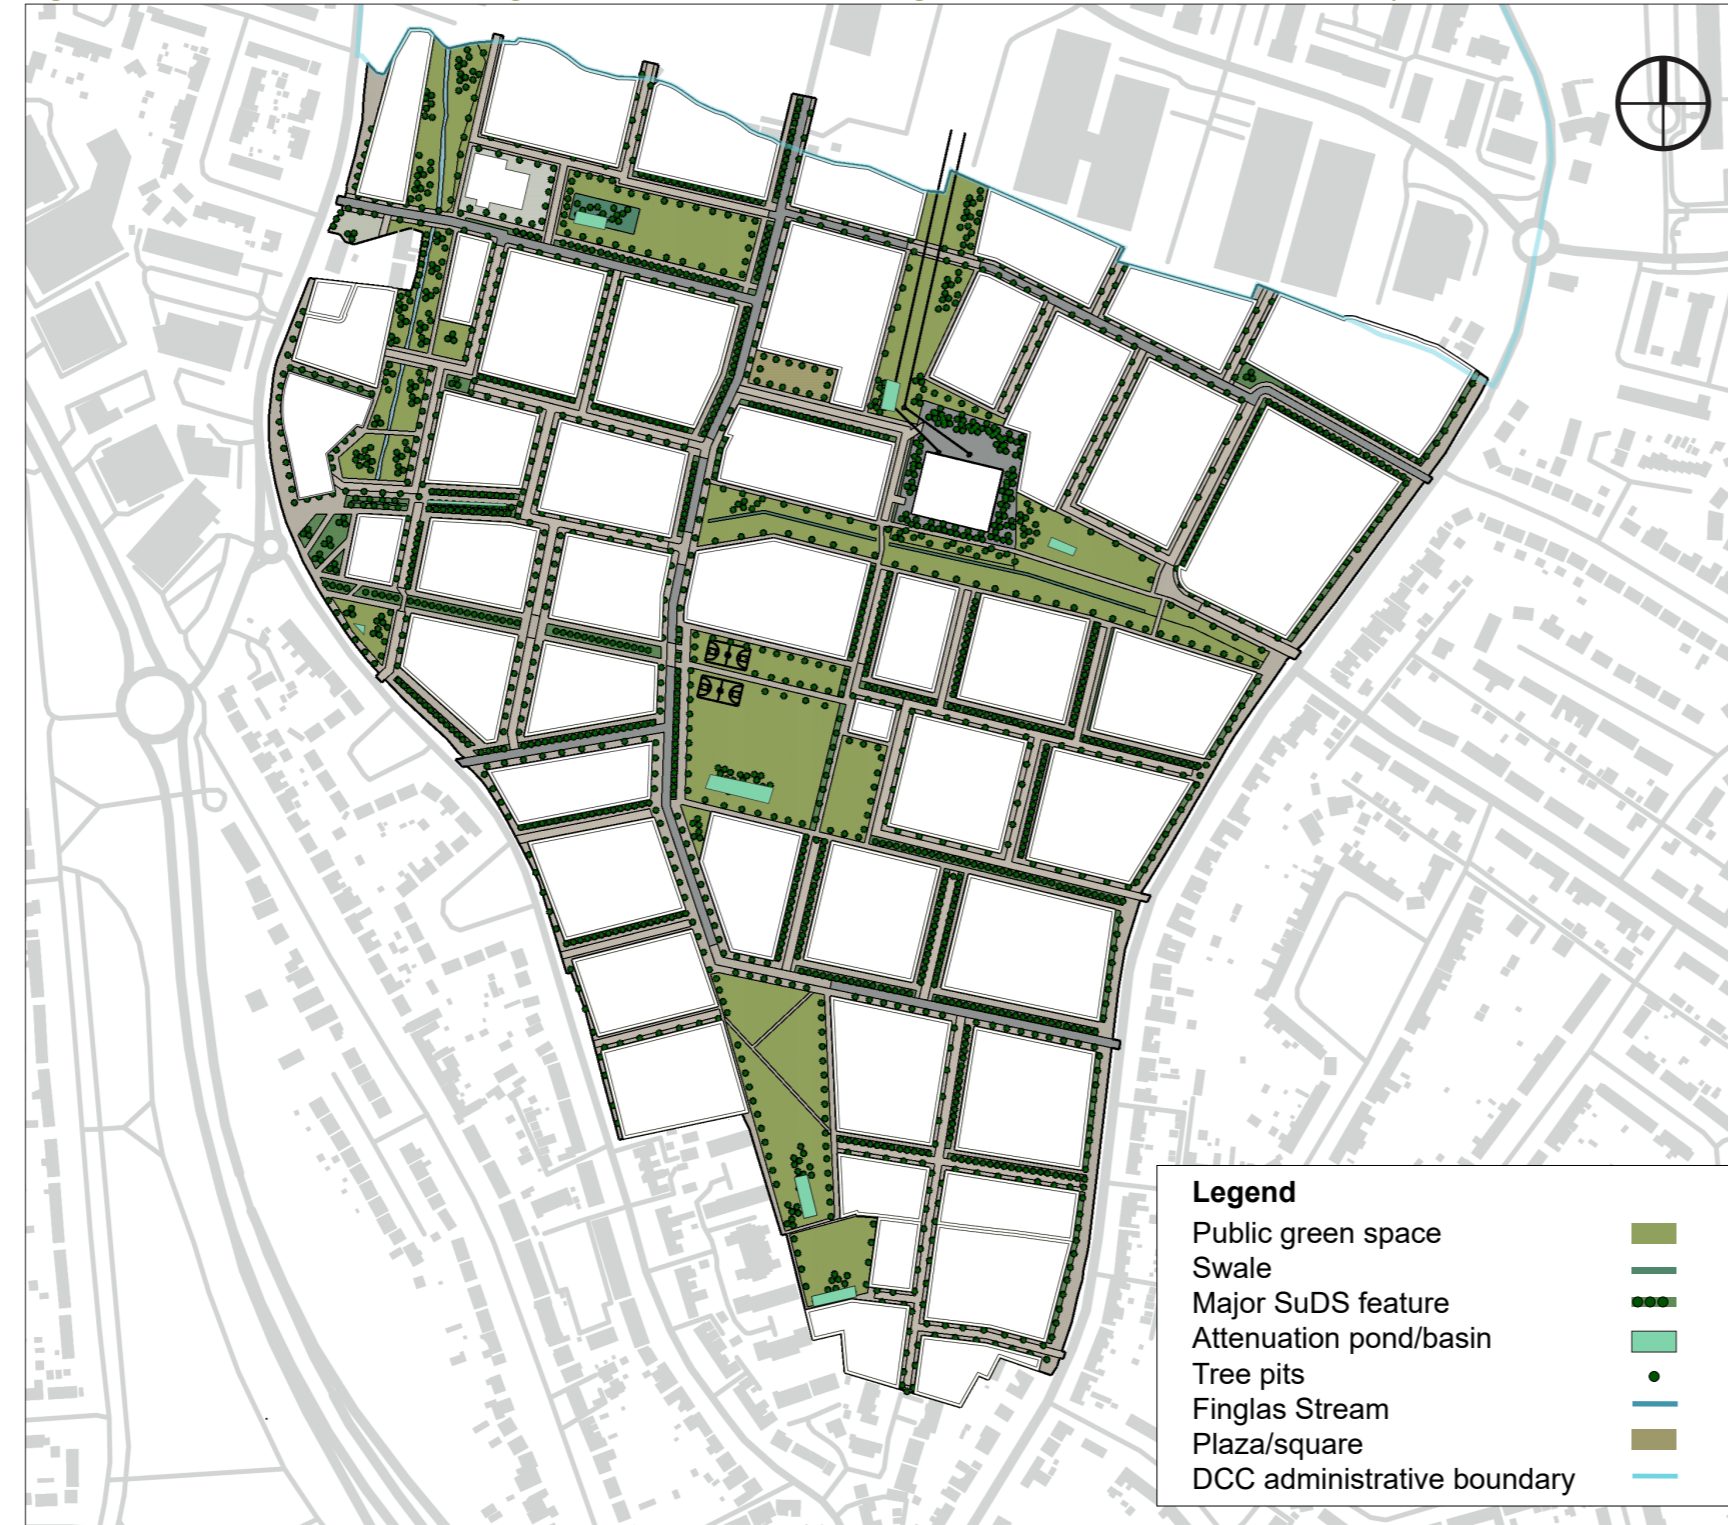 Legend
Public green space
Swale
Major SuDS feature
Attenuation pond/basin
Tree pits
Finglas Stream
Plaza/square
DCC administrative boundary